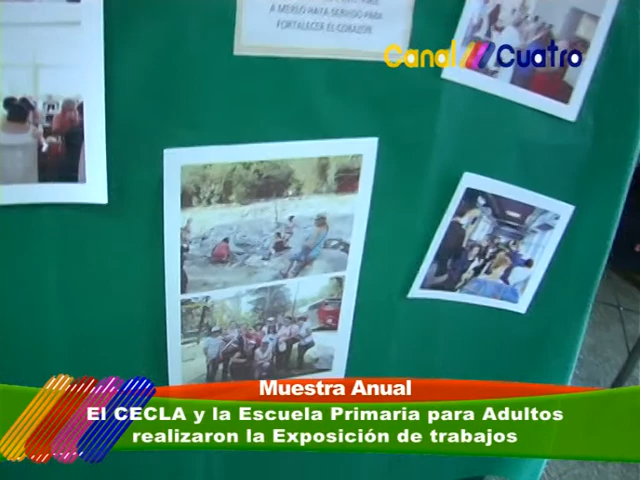 A MERLO HAYA SERVIDO PARA
FORTALECER EL CORAZON
Canal Cuatro
Muestra Anual
El CECLA y la Escuela Primaria para Adultos
realizaron la Exposición de trabajos